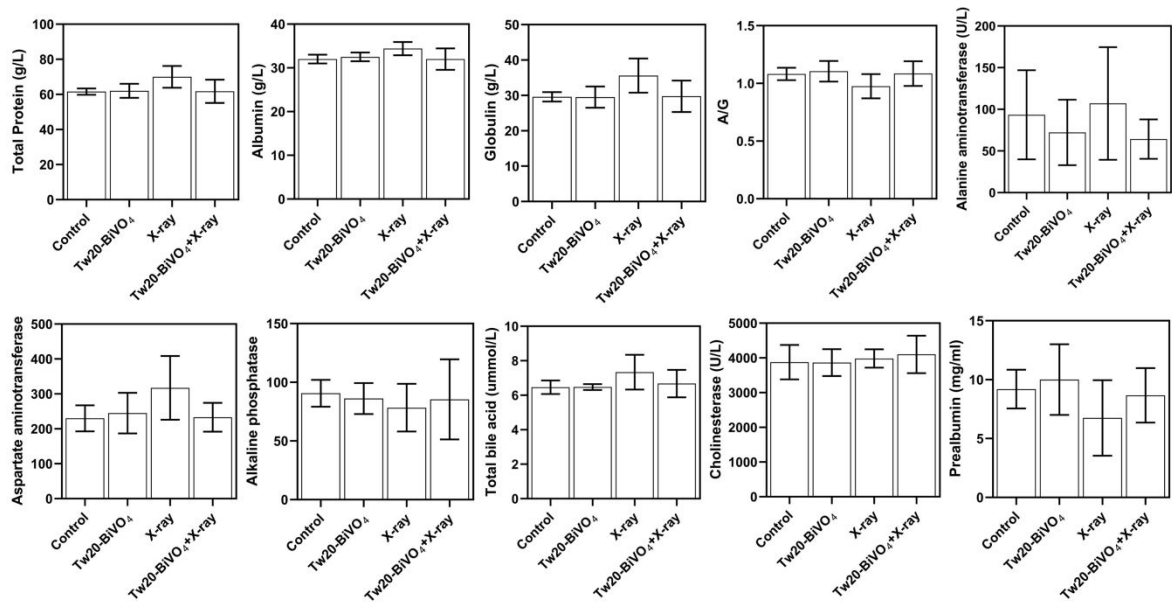 Total Protein (g/L)
100
80
60
40
20
0
Control
Tw20-BiVO₄
X-ray
Tw20-BiVO₄+X-ray
Albumin (g/L)
40
30
20
10
0
Control
Tw20-BiVO₄
X-ray
Tw20-BiVO₄+X-ray
Globulin (g/L)
50
40
30
20
10
0
Control
Tw20-BiVO₄
X-ray
Tw20-BiVO₄+X-ray
A/G
1.5
1.0
0.5
0.0
Control
Tw20-BiVO₄
X-ray
Tw20-BiVO₄+X-ray
Alanine aminotransferase (U/L)
200
150
100
50
0
Control
Tw20-BiVO₄
X-ray
Tw20-BiVO₄+X-ray
Aspartate aminotransferase
500
400
300
200
100
0
Control
Tw20-BiVO₄
X-ray
Tw20-BiVO₄+X-ray
Alkaline phosphatase
150
100
50
0
Control
Tw20-BiVO₄
X-ray
Tw20-BiVO₄+X-ray
Total bile acid (ummol/L)
10
8
6
4
2
0
Control
Tw20-BiVO₄
X-ray
Tw20-BiVO₄+X-ray
Cholinesterase (U/L)
5000
4000
3000
2000
1000
0
Control
Tw20-BiVO₄
X-ray
Tw20-BiVO₄+X-ray
Prealbumin (mg/ml)
15
10
5
0
Control
Tw20-BiVO₄
X-ray
Tw20-BiVO₄+X-ray